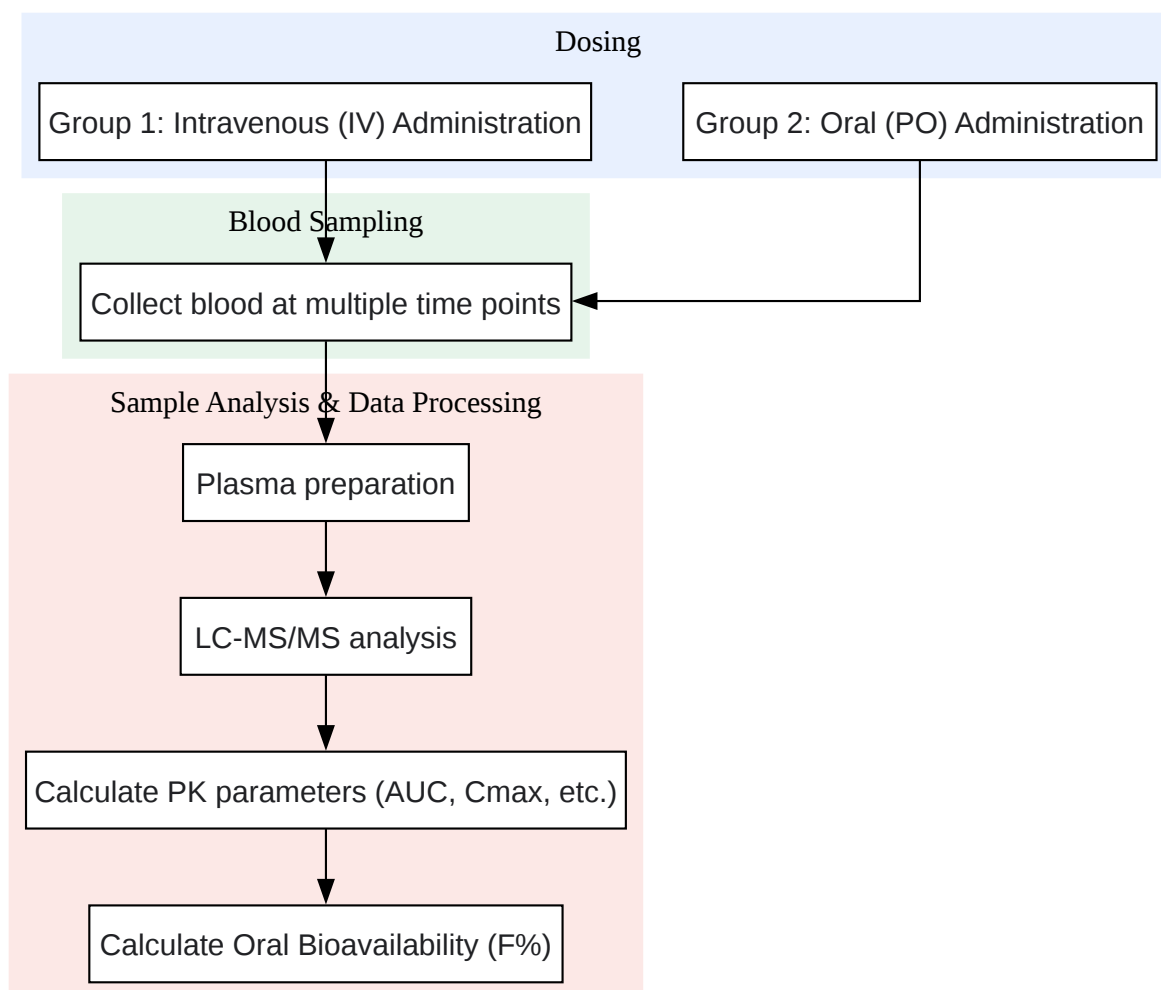 Dosing
Group 1: Intravenous (IV) Administration
Group 2: Oral (PO) Administration
Blood Sampling
Collect blood at multiple time points
Sample Analysis & Data Processing
Plasma preparation
LC-MS/MS analysis
Calculate PK parameters (AUC, Cmax, etc.)
Calculate Oral Bioavailability (F%)